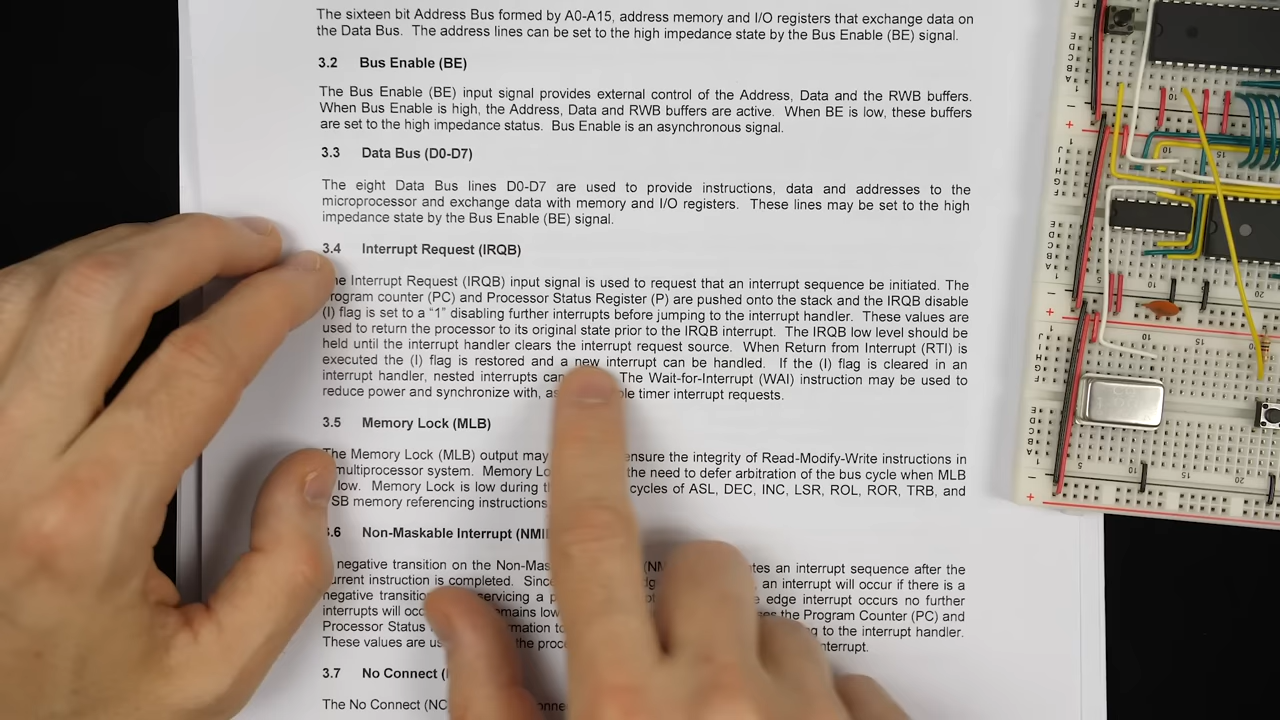 The sixteen bit Address Bus formed by A0-A15, address memory and I/O registers that exchange data on
the Data Bus. The address lines can be set to the high impedance state by the Bus Enable (BE) signal.
3.2 Bus Enable (BE)
The Bus Enable (BE) input signal provides external control of the Address, Data and the RWB buffers.
When Bus Enable is high, the Address, Data and RWB buffers are active. When BE is low, these buffers
are set to the high impedance status. Bus Enable is an asynchronous signal.
3.3 Data Bus (D0-D7)
The eight Data Bus lines D0-D7 are used to provide instructions, data and addresses to the
microprocessor and exchange data with memory and I/O registers. These lines may be set to the high
impedance state by the Bus Enable (BE) signal.
3.4 Interrupt Request (IRQB)
Interrupt Request (IRQB) input signal is used to request that an interrupt sequence be initiated. The
rogram counter (PC) and Processor Status Register (P) are pushed onto the stack and the IRQB disable
(I) flag is set to a "1" disabling further interrupts before jumping to the interrupt handler. These values are
used to return the processor to its original state prior to the IRQB interrupt. The IRQB low level should be
held until the interrupt handler clears the interrupt request source. When Return from Interrupt (RTI) is
executed the (I) flag is restored and a new interrupt can be handled. If the (I) flag is cleared in an
interrupt handler, nested interrupts can The Wait-for-Interrupt (WAI) instruction may be used to
reduce power and synchronize with, as timer interrupt requests.
3.5 Memory Lock (MLB)
The Memory Lock (MLB) output may ensure the integrity of Read-Modify-Write instructions in
multiprocessor system. Memory Lo the need to defer arbitration of the bus cycle when MLB
low. Memory Lock is low during cycles of ASL, DEC, INC, LSR, ROL, ROR, TRB, and
SB memory referencing instructions
.6 Non-Maskable Interrupt (NMI
negative transition on the Non-Mas (NM tes an interrupt sequence after the
urrent instruction is completed. Since an interrupt will occur if there is a
negative transition servicing a p edge interrupt occurs no further
interrupts will occ remains low the Program Counter (PC) and
Processor Status rmation to to the interrupt handler.
These values are us the proce interrupt.
3.7 No Connect (
The No Connect (NC onne